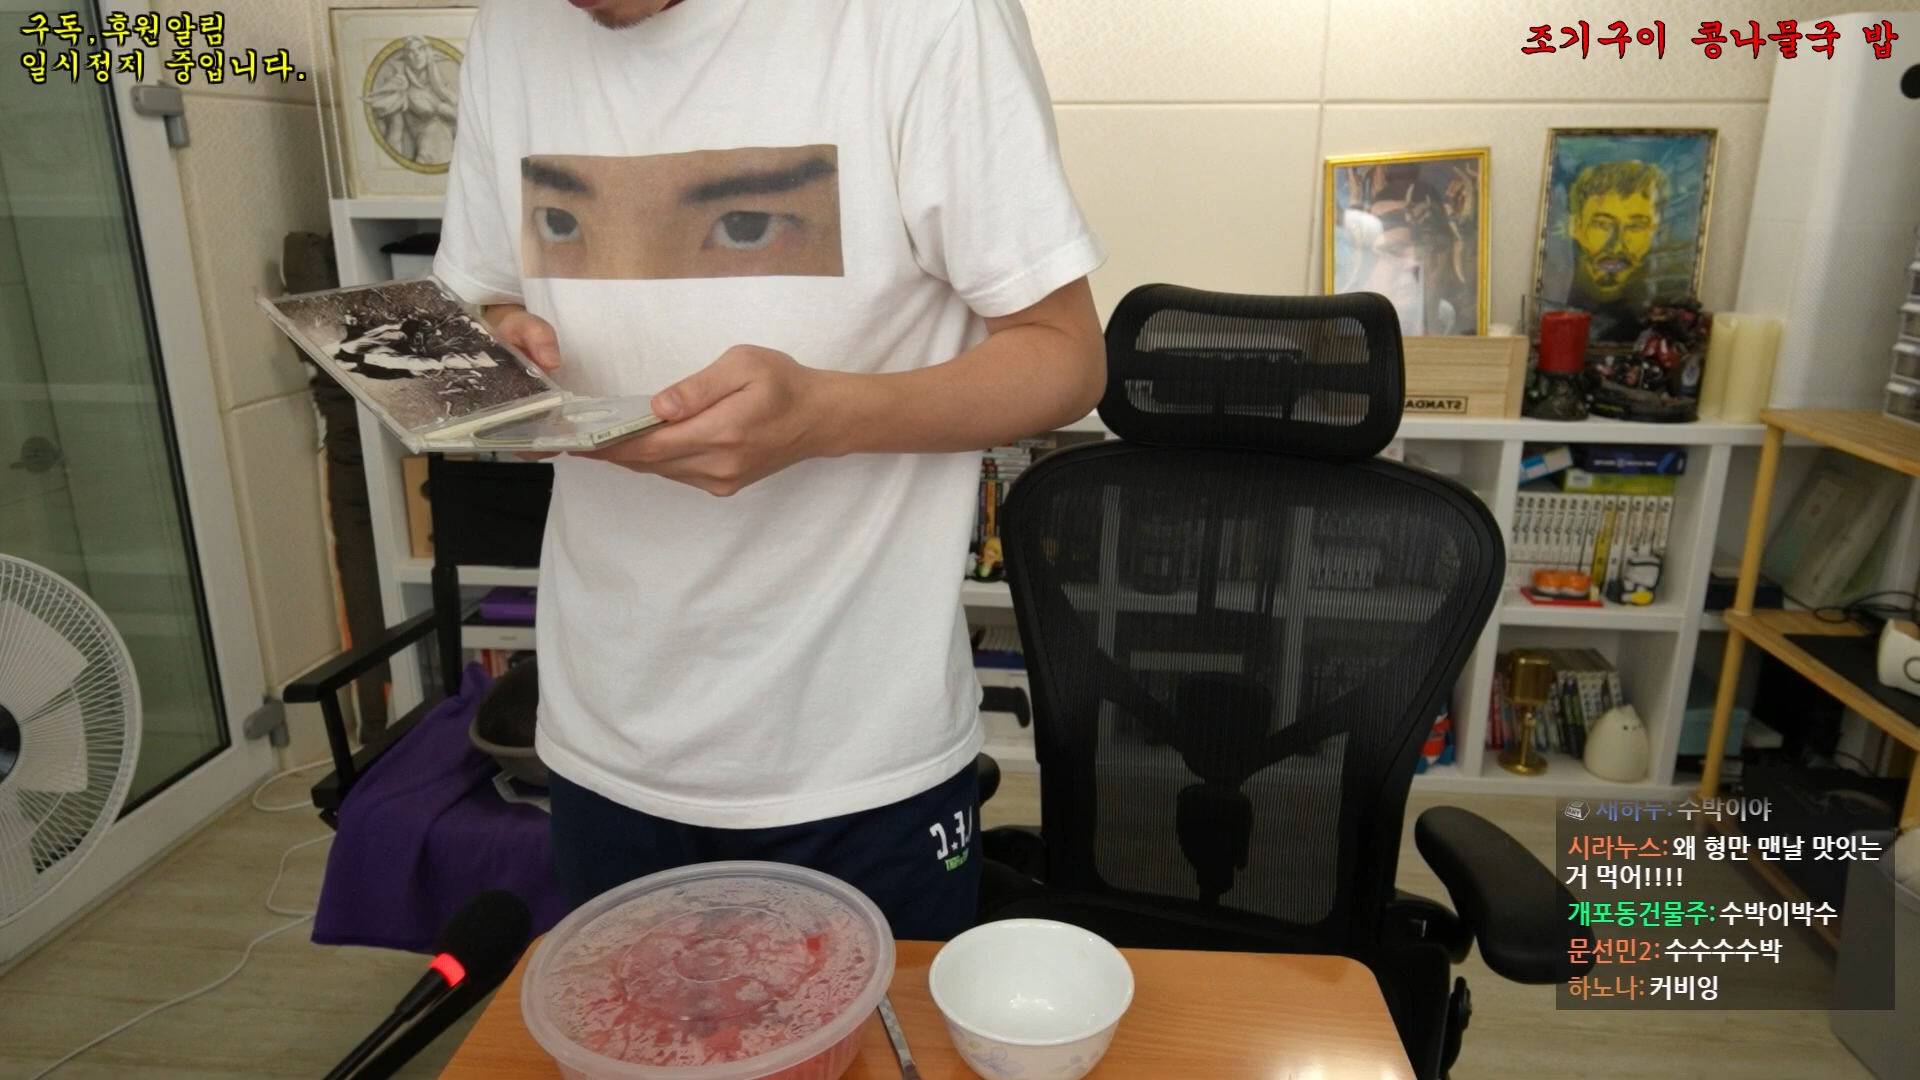 구독,후원알림
일시정지 중입니다.
조기구이 콩나물국 밥
STANDA
새하누: 수박이야
시라누스: 왜 형만 맨날 맛잇는
거 먹어!!!!
개포동건물주: 수박이박수
문선민2: 수수수수박
하노나: 커비잉